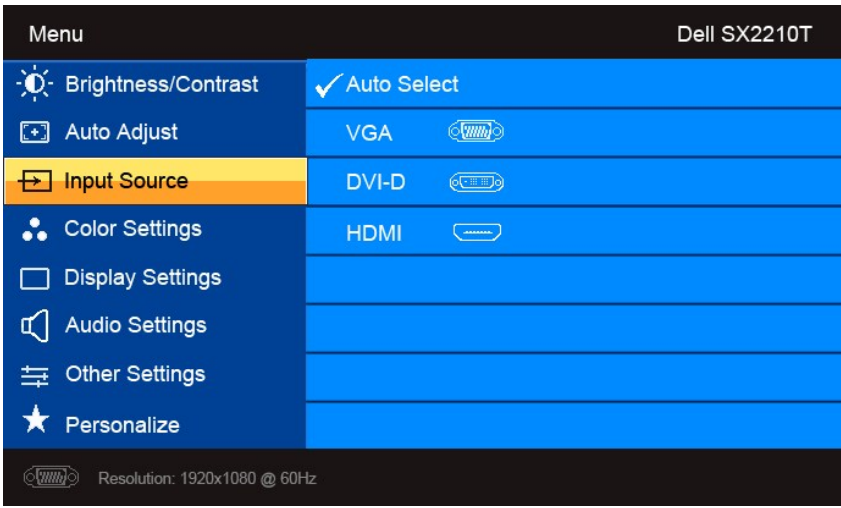 Menu Dell SX2210T
Brightness/Contrast Auto Select
Auto Adjust VGA
Input Source DVI-D
Color Settings HDMI
Display Settings
Audio Settings
Other Settings
Personalize
Resolution: 1920x1080 @ 60Hz